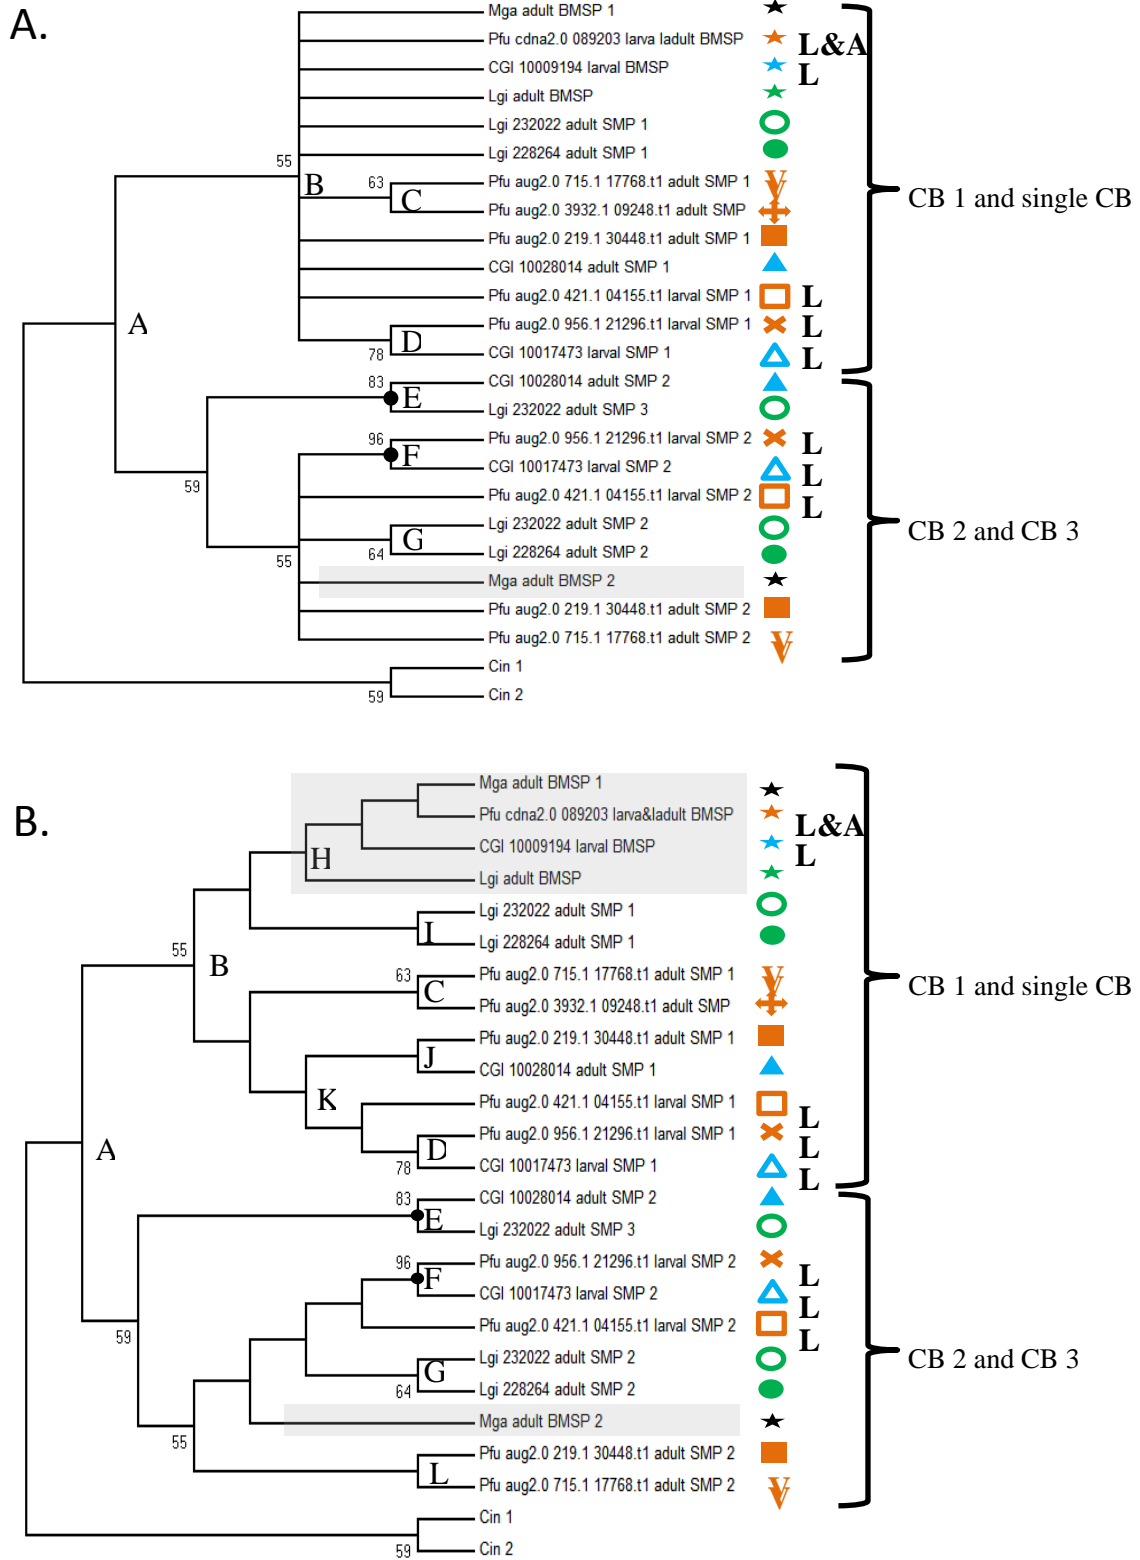 A.
Mga adult BMSP 1
Pfu cdna2.0 089203 larva ladult BMSP
L&A
CGI 10009194 larval BMSP
L
Lgi adult BMSP
Lgi 232022 adult SMP 1
Lgi 228264 adult SMP 1
55
B
63
C
Pfu aug2.0 715.1 17768.t1 adult SMP 1
Pfu aug2.0 3932.1 09248.t1 adult SMP
CB 1 and single CB
Pfu aug2.0 219.1 30448.t1 adult SMP 1
CGI 10028014 adult SMP 1
Pfu aug2.0 421.1 04155.t1 larval SMP 1
L
A
Pfu aug2.0 956.1 21296.t1 larval SMP 1
L
D
78
CGI 10017473 larval SMP 1
L
83
E
CGI 10028014 adult SMP 2
Lgi 232022 adult SMP 3
96
F
Pfu aug2.0 956.1 21296.t1 larval SMP 2
L
CGI 10017473 larval SMP 2
L
59
Pfu aug2.0 421.1 04155.t1 larval SMP 2
L
Lgi 232022 adult SMP 2
CB 2 and CB 3
G
64
Lgi 228264 adult SMP 2
55
Mga adult BMSP 2
Pfu aug2.0 219.1 30448.t1 adult SMP 2
Pfu aug2.0 715.1 17768.t1 adult SMP 2
Cin 1
59
Cin 2
B.
Mga adult BMSP 1
Pfu cdna2.0 089203 larva&ladult BMSP
L&A
CGI 10009194 larval BMSP
L
H
Lgi adult BMSP
Lgi 232022 adult SMP 1
I
Lgi 228264 adult SMP 1
55
B
63
C
Pfu aug2.0 715.1 17768.t1 adult SMP 1
CB 1 and single CB
Pfu aug2.0 3932.1 09248.t1 adult SMP
Pfu aug2.0 219.1 30448.t1 adult SMP 1
J
CGI 10028014 adult SMP 1
K
Pfu aug2.0 421.1 04155.t1 larval SMP 1
L
Pfu aug2.0 956.1 21296.t1 larval SMP 1
L
A
D
78
CGI 10017473 larval SMP 1
L
83
E
CGI 10028014 adult SMP 2
Lgi 232022 adult SMP 3
96
F
Pfu aug2.0 956.1 21296.t1 larval SMP 2
L
CGI 10017473 larval SMP 2
L
59
Pfu aug2.0 421.1 04155.t1 larval SMP 2
L
Lgi 232022 adult SMP 2
CB 2 and CB 3
G
64
Lgi 228264 adult SMP 2
Mga adult BMSP 2
55
Pfu aug2.0 219.1 30448.t1 adult SMP 2
L
Pfu aug2.0 715.1 17768.t1 adult SMP 2
Cin 1
59
Cin 2